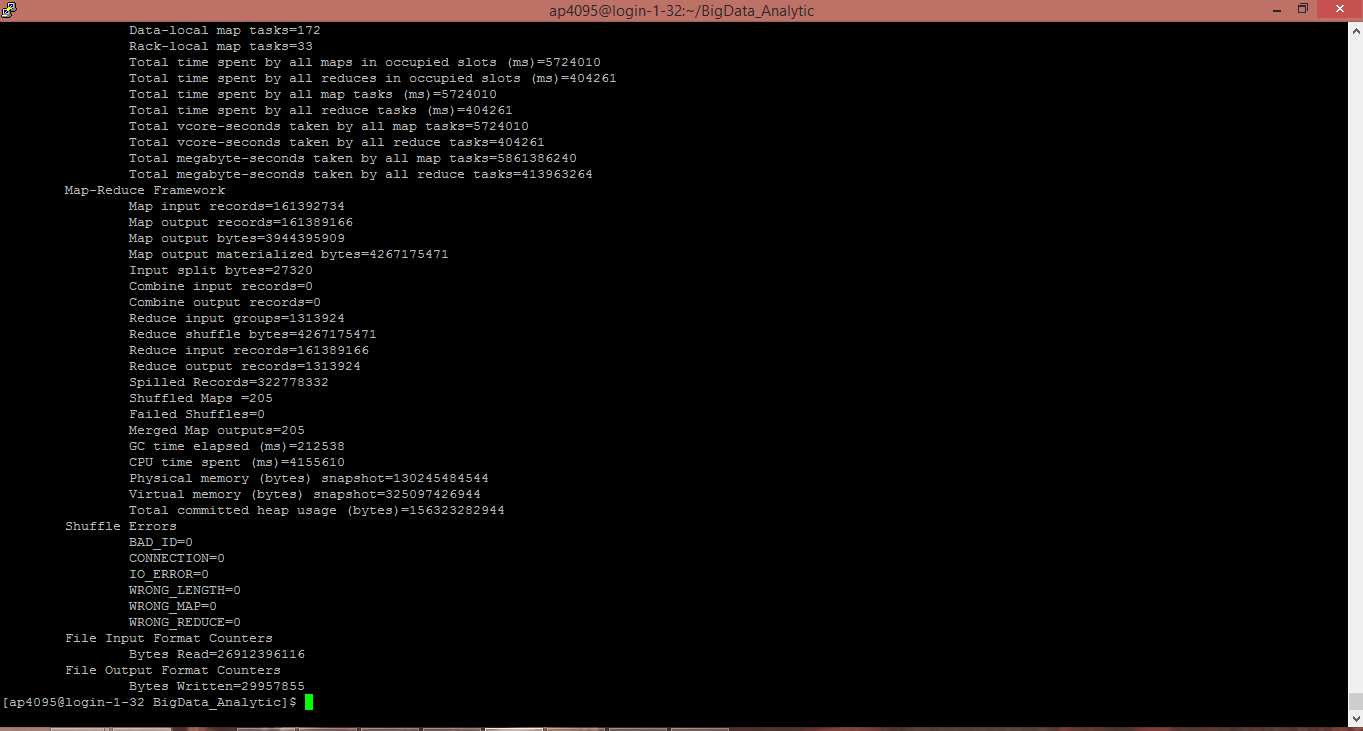 ap4095@login-1-32:~/BigData_Analytic
Data-local map tasks=172
Rack-local map tasks=33
Total time spent by all maps in occupied slots (ms)=5724010
Total time spent by all reduces in occupied slots (ms)=404261
Total time spent by all map tasks (ms)=5724010
Total time spent by all reduce tasks (ms)=404261
Total vcore-seconds taken by all map tasks=5724010
Total vcore-seconds taken by all reduce tasks=404261
Total megabyte-seconds taken by all map tasks=5861386240
Total megabyte-seconds taken by all reduce tasks=413963264
Map-Reduce Framework
Map input records=161392734
Map output records=161389166
Map output bytes=3944395909
Map output materialized bytes=4267175471
Input split bytes=27320
Combine input records=0
Combine output records=0
Reduce input groups=1313924
Reduce shuffle bytes=4267175471
Reduce input records=161389166
Reduce output records=1313924
Spilled Records=322778332
Shuffled Maps =205
Failed Shuffles=0
Merged Map outputs=205
GC time elapsed (ms)=212538
CPU time spent (ms)=4155610
Physical memory (bytes) snapshot=130245484544
Virtual memory (bytes) snapshot=325097426944
Total committed heap usage (bytes)=156323282944
Shuffle Errors
BAD_ID=0
CONNECTION=0
IO_ERROR=0
WRONG_LENGTH=0
WRONG_MAP=0
WRONG_REDUCE=0
File Input Format Counters
Bytes Read=26912396116
File Output Format Counters
Bytes Written=29957855
[ap4095@login-1-32 BigData_Analytic]$